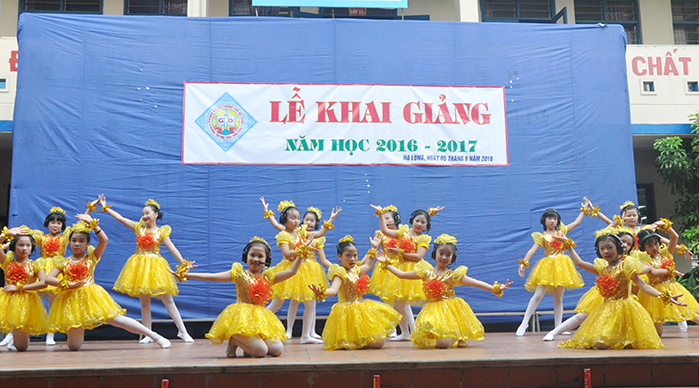 LỄ KHAI GIẢNG
NĂM HỌC 2016 - 2017
HẠ LONG, NGÀY 05 THÁNG 9 NĂM 2016
CHẤT